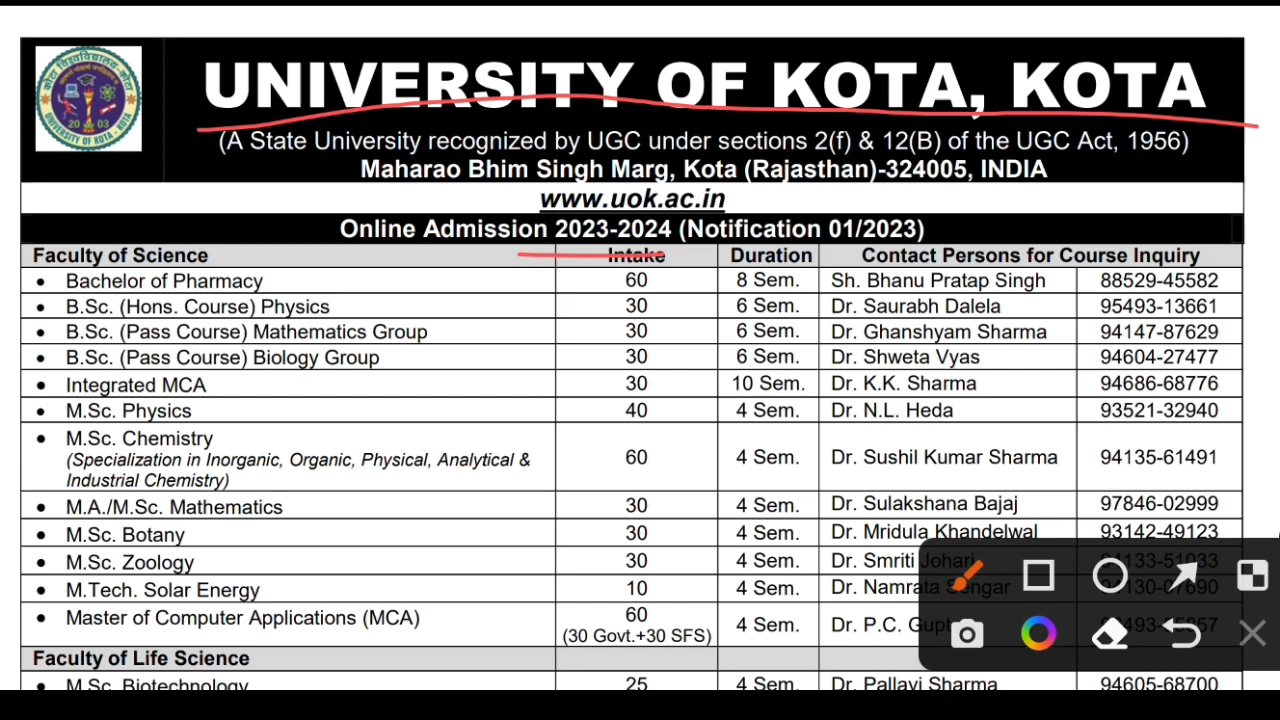 UNIVERSITY OF KOTA, KOTA
(A State University recognized by UGC under sections 2(f) & 12(B) of the UGC Act, 1956)
Maharao Bhim Singh Marg, Kota (Rajasthan)-324005, INDIA
www.uok.ac.in
Online Admission 2023-2024 (Notification 01/2023)
Faculty of Science Intake Duration Contact Persons for Course Inquiry
• Bachelor of Pharmacy 60 8 Sem. Sh. Bhanu Pratap Singh 88529-45582
• B.Sc. (Hons. Course) Physics 30 6 Sem. Dr. Saurabh Dalela 95493-13661
• B.Sc. (Pass Course) Mathematics Group 30 6 Sem. Dr. Ghanshyam Sharma 94147-87629
• B.Sc. (Pass Course) Biology Group 30 6 Sem. Dr. Shweta Vyas 94604-27477
• Integrated MCA 30 10 Sem. Dr. K.K. Sharma 94686-68776
• M.Sc. Physics 40 4 Sem. Dr. N.L. Heda 93521-32940
• M.Sc. Chemistry
(Specialization in Inorganic, Organic, Physical, Analytical &
Industrial Chemistry) 60 4 Sem. Dr. Sushil Kumar Sharma 94135-61491
• M.A./M.Sc. Mathematics 30 4 Sem. Dr. Sulakshana Bajaj 97846-02999
• M.Sc. Botany 30 4 Sem. Dr. Mridula Khandelwal 93142-49123
• M.Sc. Zoology 30 4 Sem. Dr. Smriti Johari
• M.Tech. Solar Energy 10 4 Sem. Dr. Namrata Sengar
• Master of Computer Applications (MCA) 60
(30 Govt.+30 SFS) 4 Sem. Dr. P.C. Gupta
Faculty of Life Science
• M.Sc. Biotechnology 25 4 Sem. Dr. Pallavi Sharma 94605-68700
UNIVERSITY OF KOTA - KOTA
2003